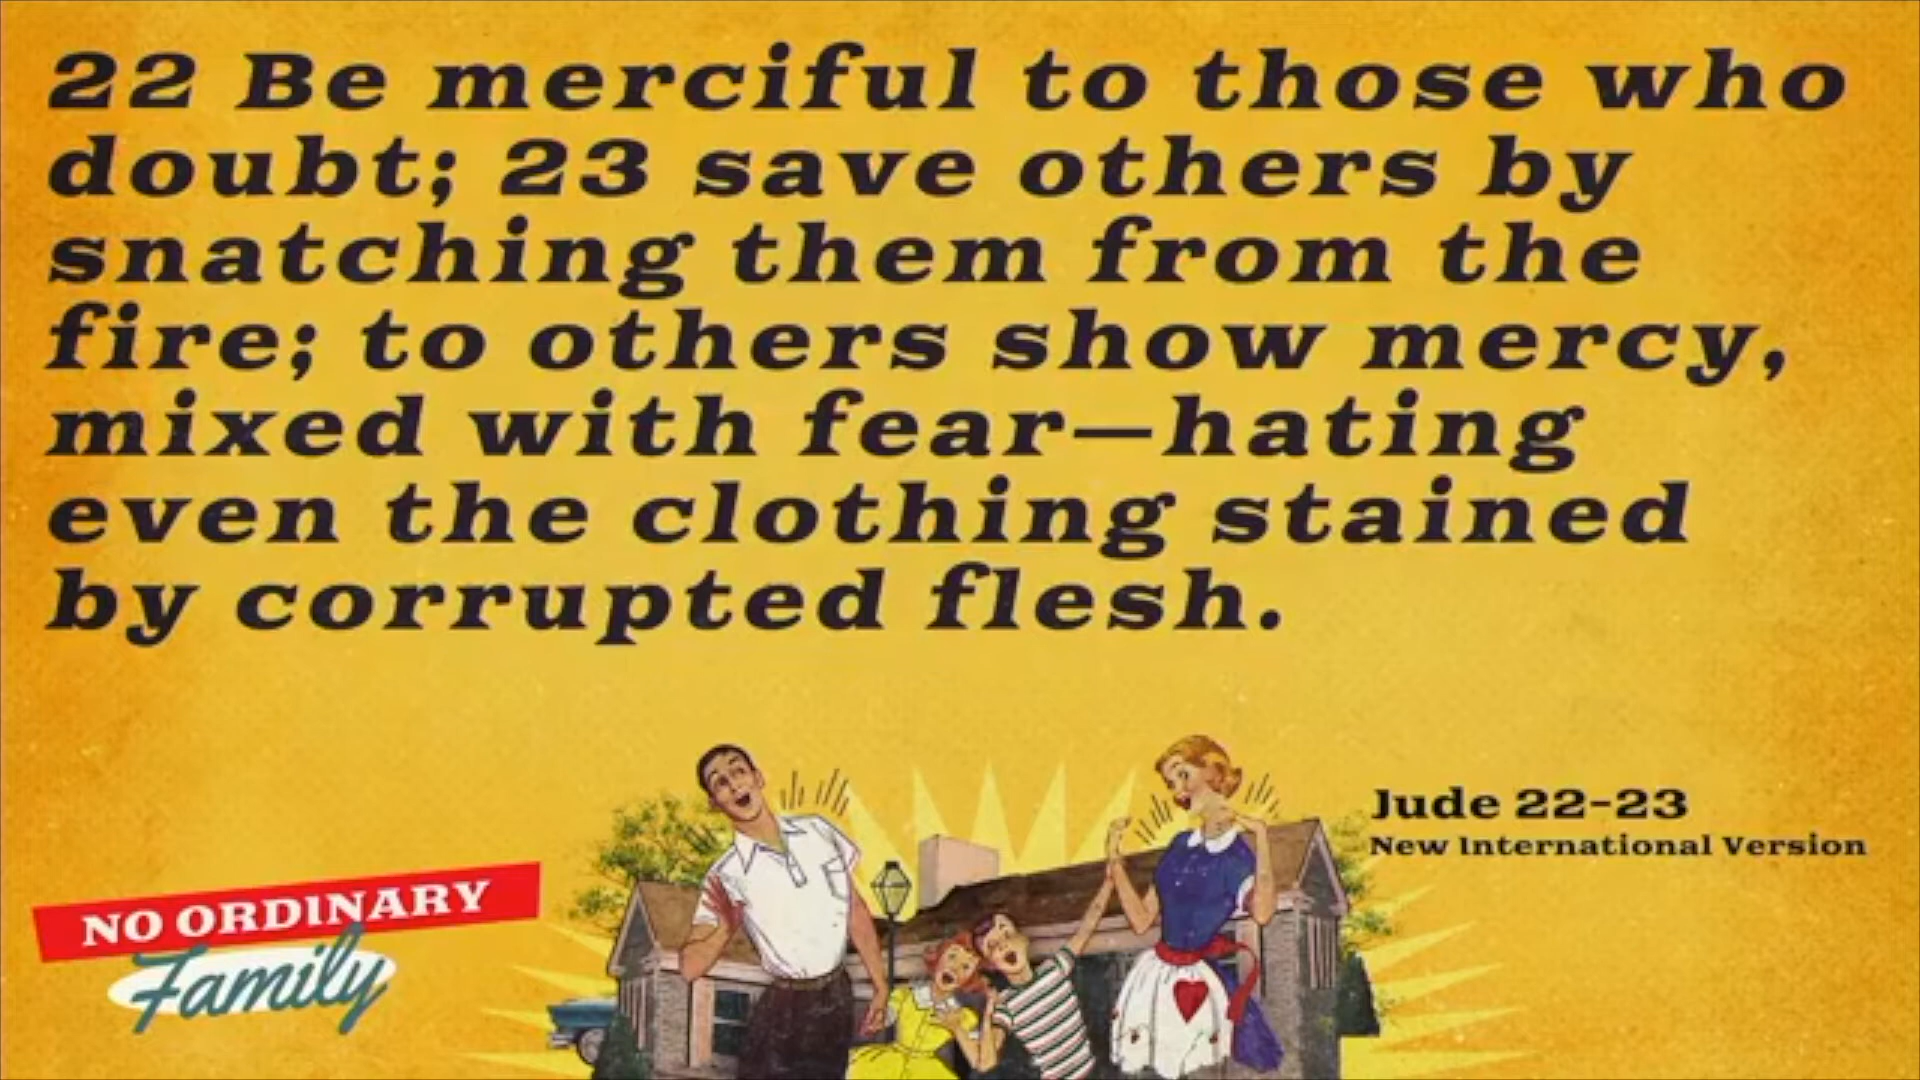 22 Be merciful to those who
doubt; 23 save others by
snatching them from the
fire; to others show mercy,
mixed with fear—hating
even the clothing stained
by corrupted flesh.
Jude 22-23
New International Version
NO ORDINARY
Family